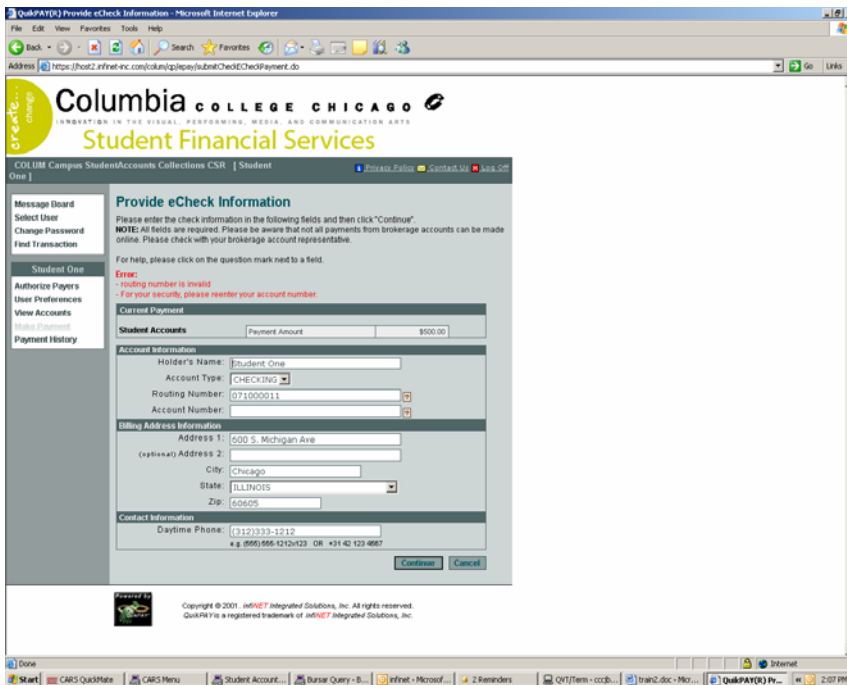 QuikPAY(R) Provide eCheck Information - Microsoft Internet Explorer
File Edit View Favorites Tools Help
Back Search Favorites
Address https://host2.infinet-inc.com/colum/qp/epay/submitCheckECheckPayment.do Go Links
create... change
Columbia COLLEGE CHICAGO
INNOVATION IN THE VISUAL, PERFORMING, MEDIA, AND COMMUNICATION ARTS
Student Financial Services
COLUM Campus StudentAccounts Collections CSR [ Student One ]
Privacy Policy Contact Us Log Off
Message Board
Select User
Change Password
Find Transaction
Student One
Authorize Payers
User Preferences
View Accounts
Make Payment
Payment History
Provide eCheck Information
Please enter the check information in the following fields and then click "Continue".
NOTE: All fields are required. Please be aware that not all payments from brokerage accounts can be made
online. Please check with your brokerage account representative.
For help, please click on the question mark next to a field.
Error:
- routing number is invalid
- For your security, please reenter your account number.
Current Payment
Student Accounts Payment Amount $500.00
Account Information
Holder's Name: Student One
Account Type: CHECKING
Routing Number: 071000011 ?
Account Number: ?
Billing Address Information
Address 1: 600 S. Michigan Ave
(optional) Address 2:
City: Chicago
State: ILLINOIS
Zip: 60605
Contact Information
Daytime Phone: (312)333-1212
e.g. (555) 555-1212x123 OR +31 42 123 4567
Continue Cancel
Powered by
Copyright © 2001. infiNET Integrated Solutions, Inc. All rights reserved.
QuikPAY is a registered trademark of infiNET Integrated Solutions, Inc.
Done Internet
Start CARS QuickMate CARS Menu Student Account... Bursar Query - B... infinet - Microsof... 2 Reminders QVT/Term - cccjb... train2.doc - Micr... QuikPAY(R) Pr... 2:07 PM